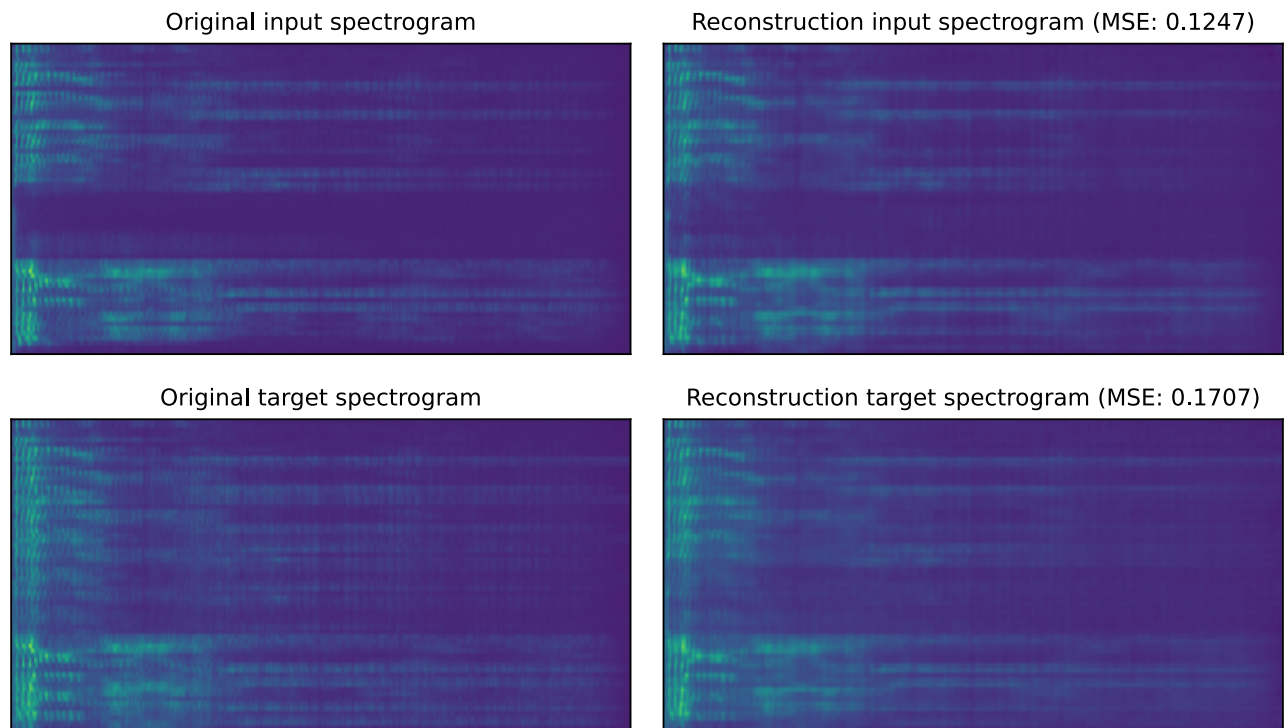 Original input spectrogram
Reconstruction input spectrogram (MSE: 0.1247)
Original target spectrogram
Reconstruction target spectrogram (MSE: 0.1707)